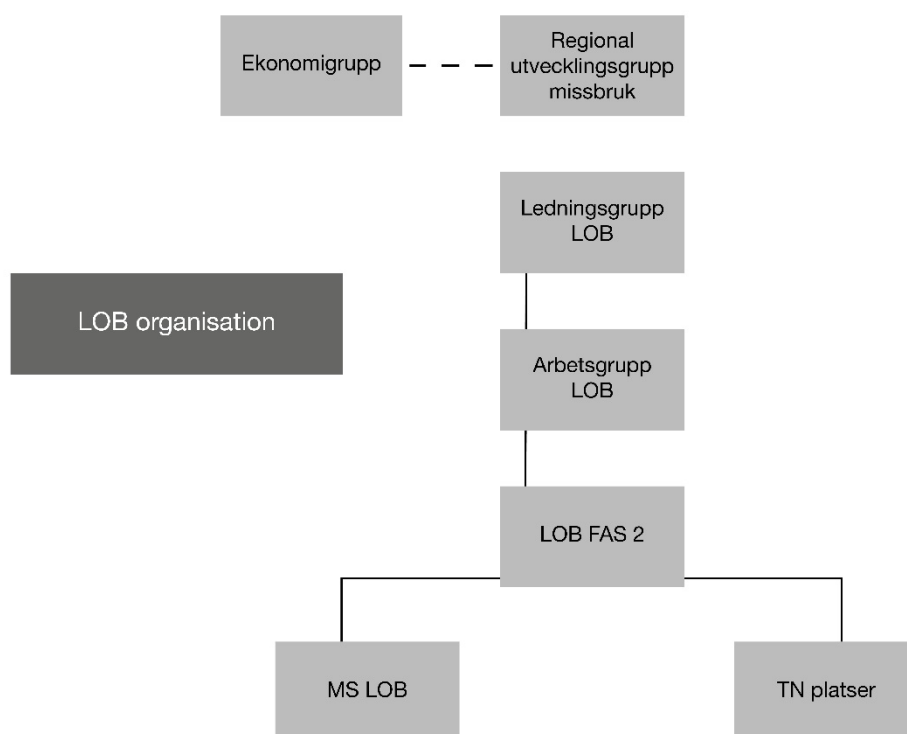 Ekonomigrupp
Regional
utvecklingsgrupp
missbruk
Ledningsgrupp
LOB
LOB organisation
Arbetsgrupp
LOB
LOB FAS 2
MS LOB
TN platser